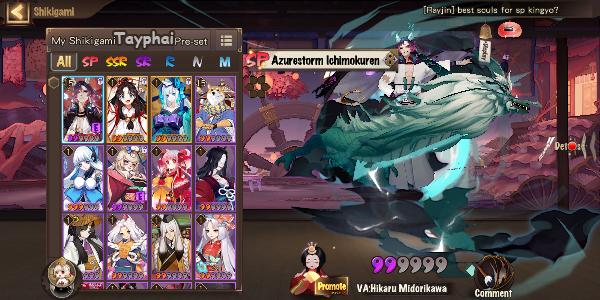 Shikigami
[Rayjin] best souls for sp kingyo?
My Shikigami
Tayphai
Pre-set
All SP SSR SR R N M
SP Azurestorm Ichimokuren
Promote
VA:Hikaru Midorikawa
Comment